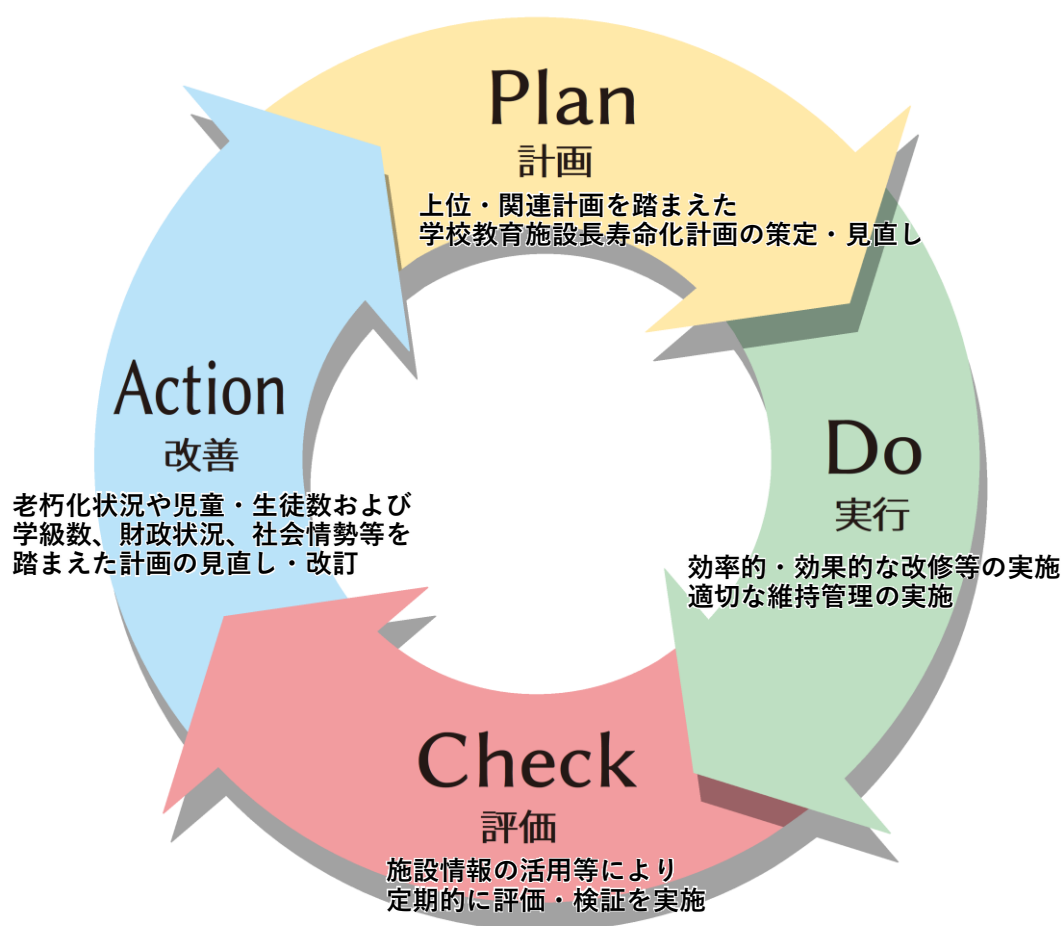 Plan
計画
上位・関連計画を踏まえた
学校教育施設長寿命化計画の策定・見直し
Do
実行
効率的・効果的な改修等の実施
適切な維持管理の実施
Check
評価
施設情報の活用等により
定期的に評価・検証を実施
Action
改善
老朽化状況や児童・生徒数および
学級数、財政状況、社会情勢等を
踏まえた計画の見直し・改訂